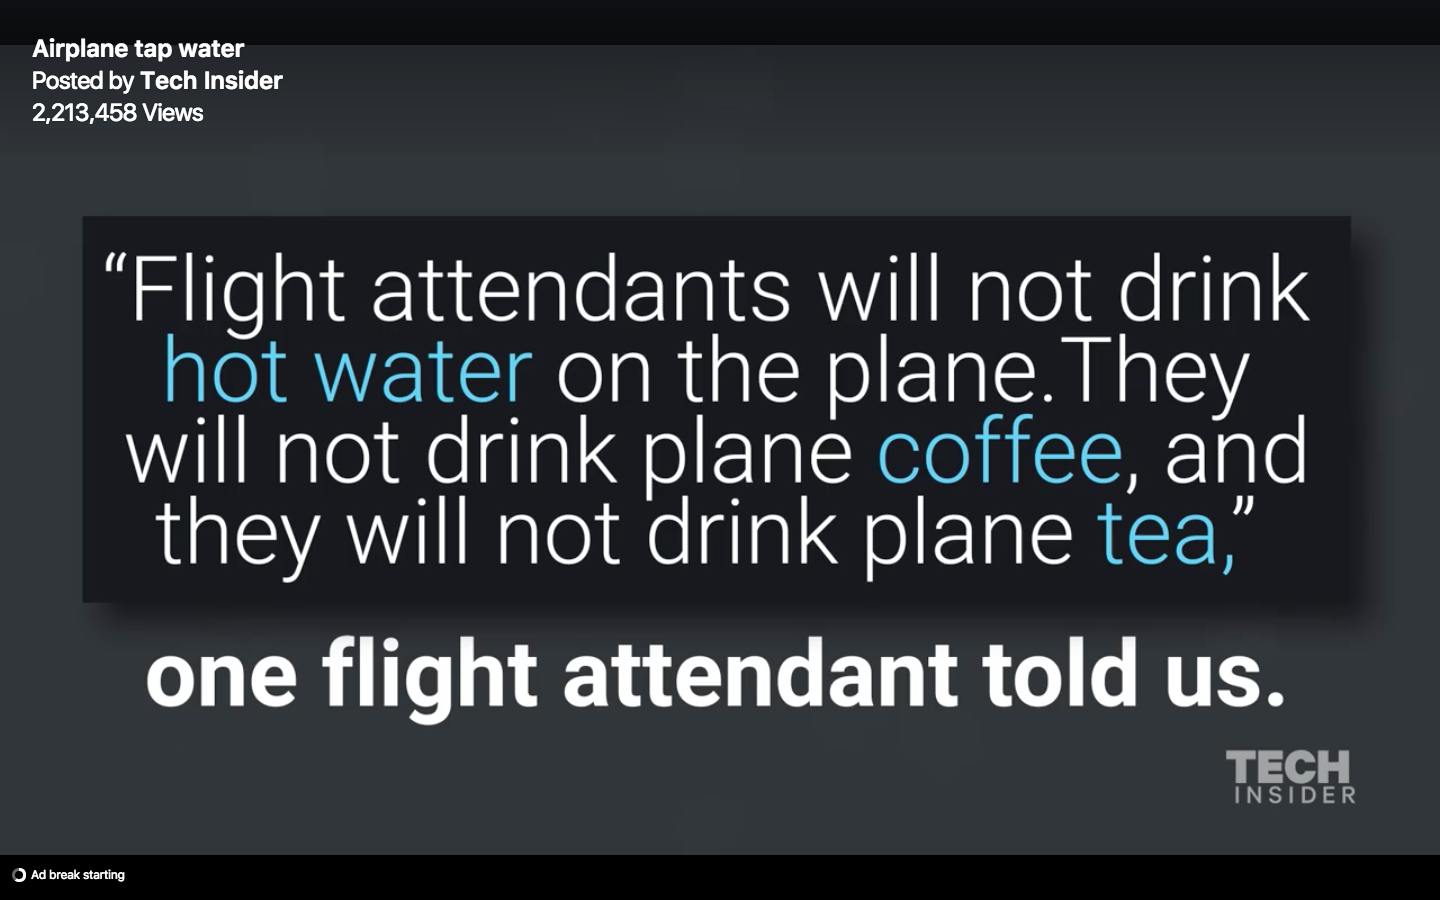 Airplane tap water
Posted by Tech Insider
2,213,458 Views
“Flight attendants will not drink
hot water on the plane.They
will not drink plane coffee, and
they will not drink plane tea,”
one flight attendant told us.
TECH
INSIDER
Ad break starting